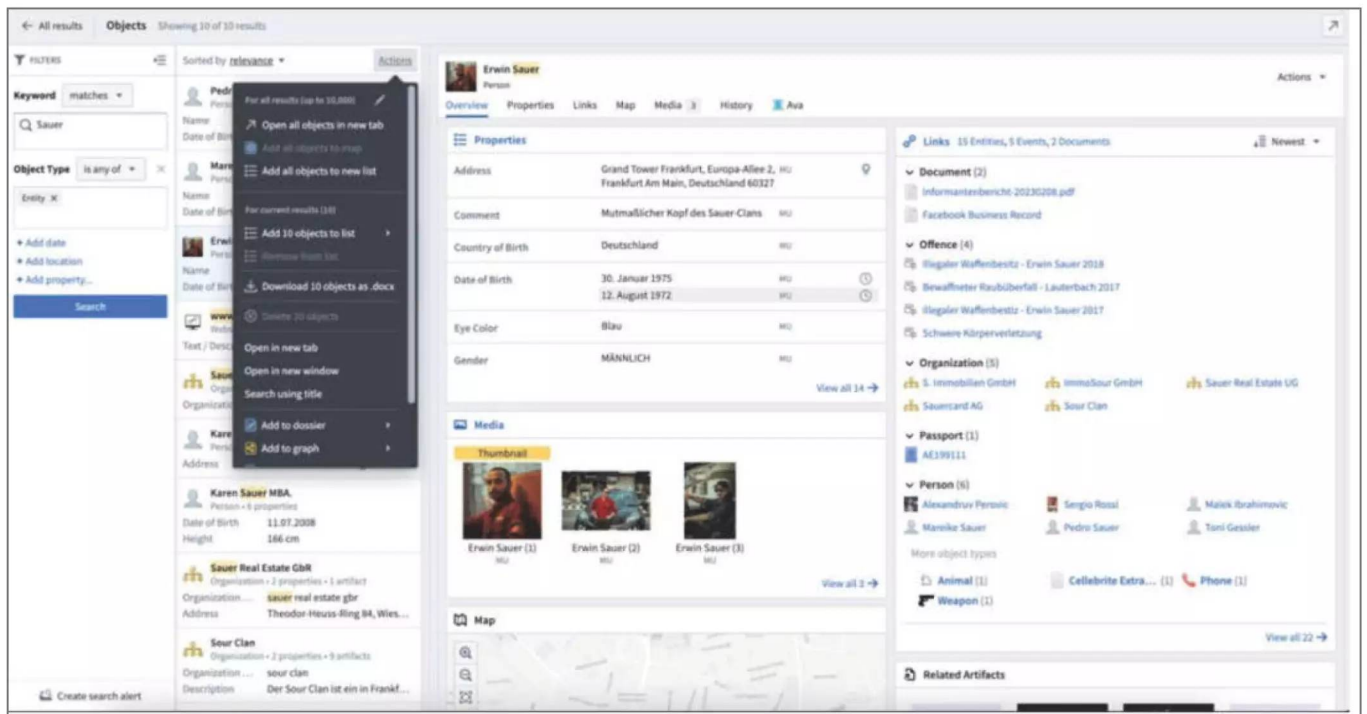 ← All results Objects Showing 10 of 10 results
FILTERS
Keyword matches
Sauer
Object Type is any of ×
Entity ×
+ Add date
+ Add location
+ Add property...
Search
Create search alert
Sorted by relevance Actions
Name
Date of
Name
Date of
Name
Date of
Text /
Address
Karen Sauer MBA.
Person • 6 properties
Date of Birth 11.07.2008
Height 166 cm
Sauer Real Estate GbR
Organization • 2 properties • 1 artifact
Organization ... sauer real estate gbr
Address Theodor-Heuss-Ring 84, Wies...
Sour Clan
Organization • 2 properties • 9 artifacts
Organization ... sour clan
Description Der Sour Clan ist ein in Frankf...
For all results (up to 10,000)
Open all objects in new tab
Add all objects to map
Add all objects to new list
For current results (10)
Add 10 objects to list
Remove from list
Download 10 objects as .docx
Delete 10 objects
Open in new tab
Open in new window
Search using title
Add to dossier
Add to graph
Erwin Sauer
Person
Actions
Overview Properties Links Map Media 3 History Ava
Properties
Address Grand Tower Frankfurt, Europa-Allee 2, MU
Frankfurt Am Main, Deutschland 60327
Comment Mutmaßlicher Kopf des Sauer-Clans MU
Country of Birth Deutschland MU
Date of Birth 30. Januar 1975 MU
12. August 1972 MU
Eye Color Blau MU
Gender MÄNNLICH MU
View all 14 →
Media
Thumbnail
Erwin Sauer (1) Erwin Sauer (2) Erwin Sauer (3)
MU MU MU
View all 3 →
Map
Links 15 Entities, 5 Events, 2 Documents Newest
Document (2)
Informantenbericht-20230208.pdf
Facebook Business Record
Offence (4)
Illegaler Waffenbesitz - Erwin Sauer 2018
Bewaffneter Raubüberfall - Lauterbach 2017
Illegaler Waffenbesitz - Erwin Sauer 2017
Schwere Körperverletzung
Organization (5)
S. Immobilien GmbH ImmoSour GmbH Sauer Real Estate UG
Sauercard AG Sour Clan
Passport (1)
AE199111
Person (6)
Alexandruv Perovic Sergio Rossi Malek Ibrahimovic
Mareike Sauer Pedro Sauer Toni Gessler
More object types
Animal (1) Cellebrite Extra... (1) Phone (1)
Weapon (1)
View all 22 →
Related Artifacts